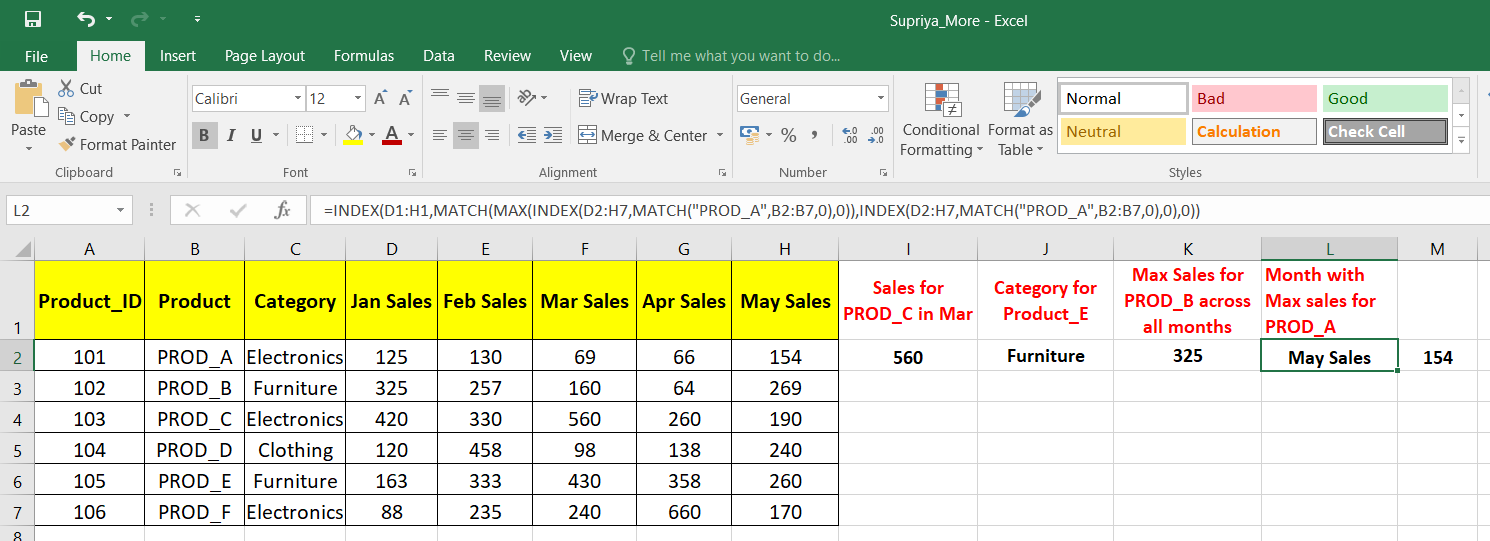 Supriya_More - Excel
File Home Insert Page Layout Formulas Data Review View Tell me what you want to do...
Paste
Cut
Copy
Format Painter
Clipboard
Calibri 12 A A
B I U A
Font
Wrap Text
Merge & Center
Alignment
General
% , .0 .00 .00 .0
Number
Conditional Formatting
Format as Table
Normal Bad Good
Neutral Calculation Check Cell
Styles
L2 fx =INDEX(D1:H1,MATCH(MAX(INDEX(D2:H7,MATCH("PROD_A",B2:B7,0),0)),INDEX(D2:H7,MATCH("PROD_A",B2:B7,0),0),0))
A B C D E F G H I J K L M
1 Product_ID Product Category Jan Sales Feb Sales Mar Sales Apr Sales May Sales Sales for PROD_C in Mar Category for Product_E Max Sales for PROD_B across all months Month with Max sales for PROD_A
2 101 PROD_A Electronics 125 130 69 66 154 560 Furniture 325 May Sales 154
3 102 PROD_B Furniture 325 257 160 64 269
4 103 PROD_C Electronics 420 330 560 260 190
5 104 PROD_D Clothing 120 458 98 138 240
6 105 PROD_E Furniture 163 333 430 358 260
7 106 PROD_F Electronics 88 235 240 660 170
8